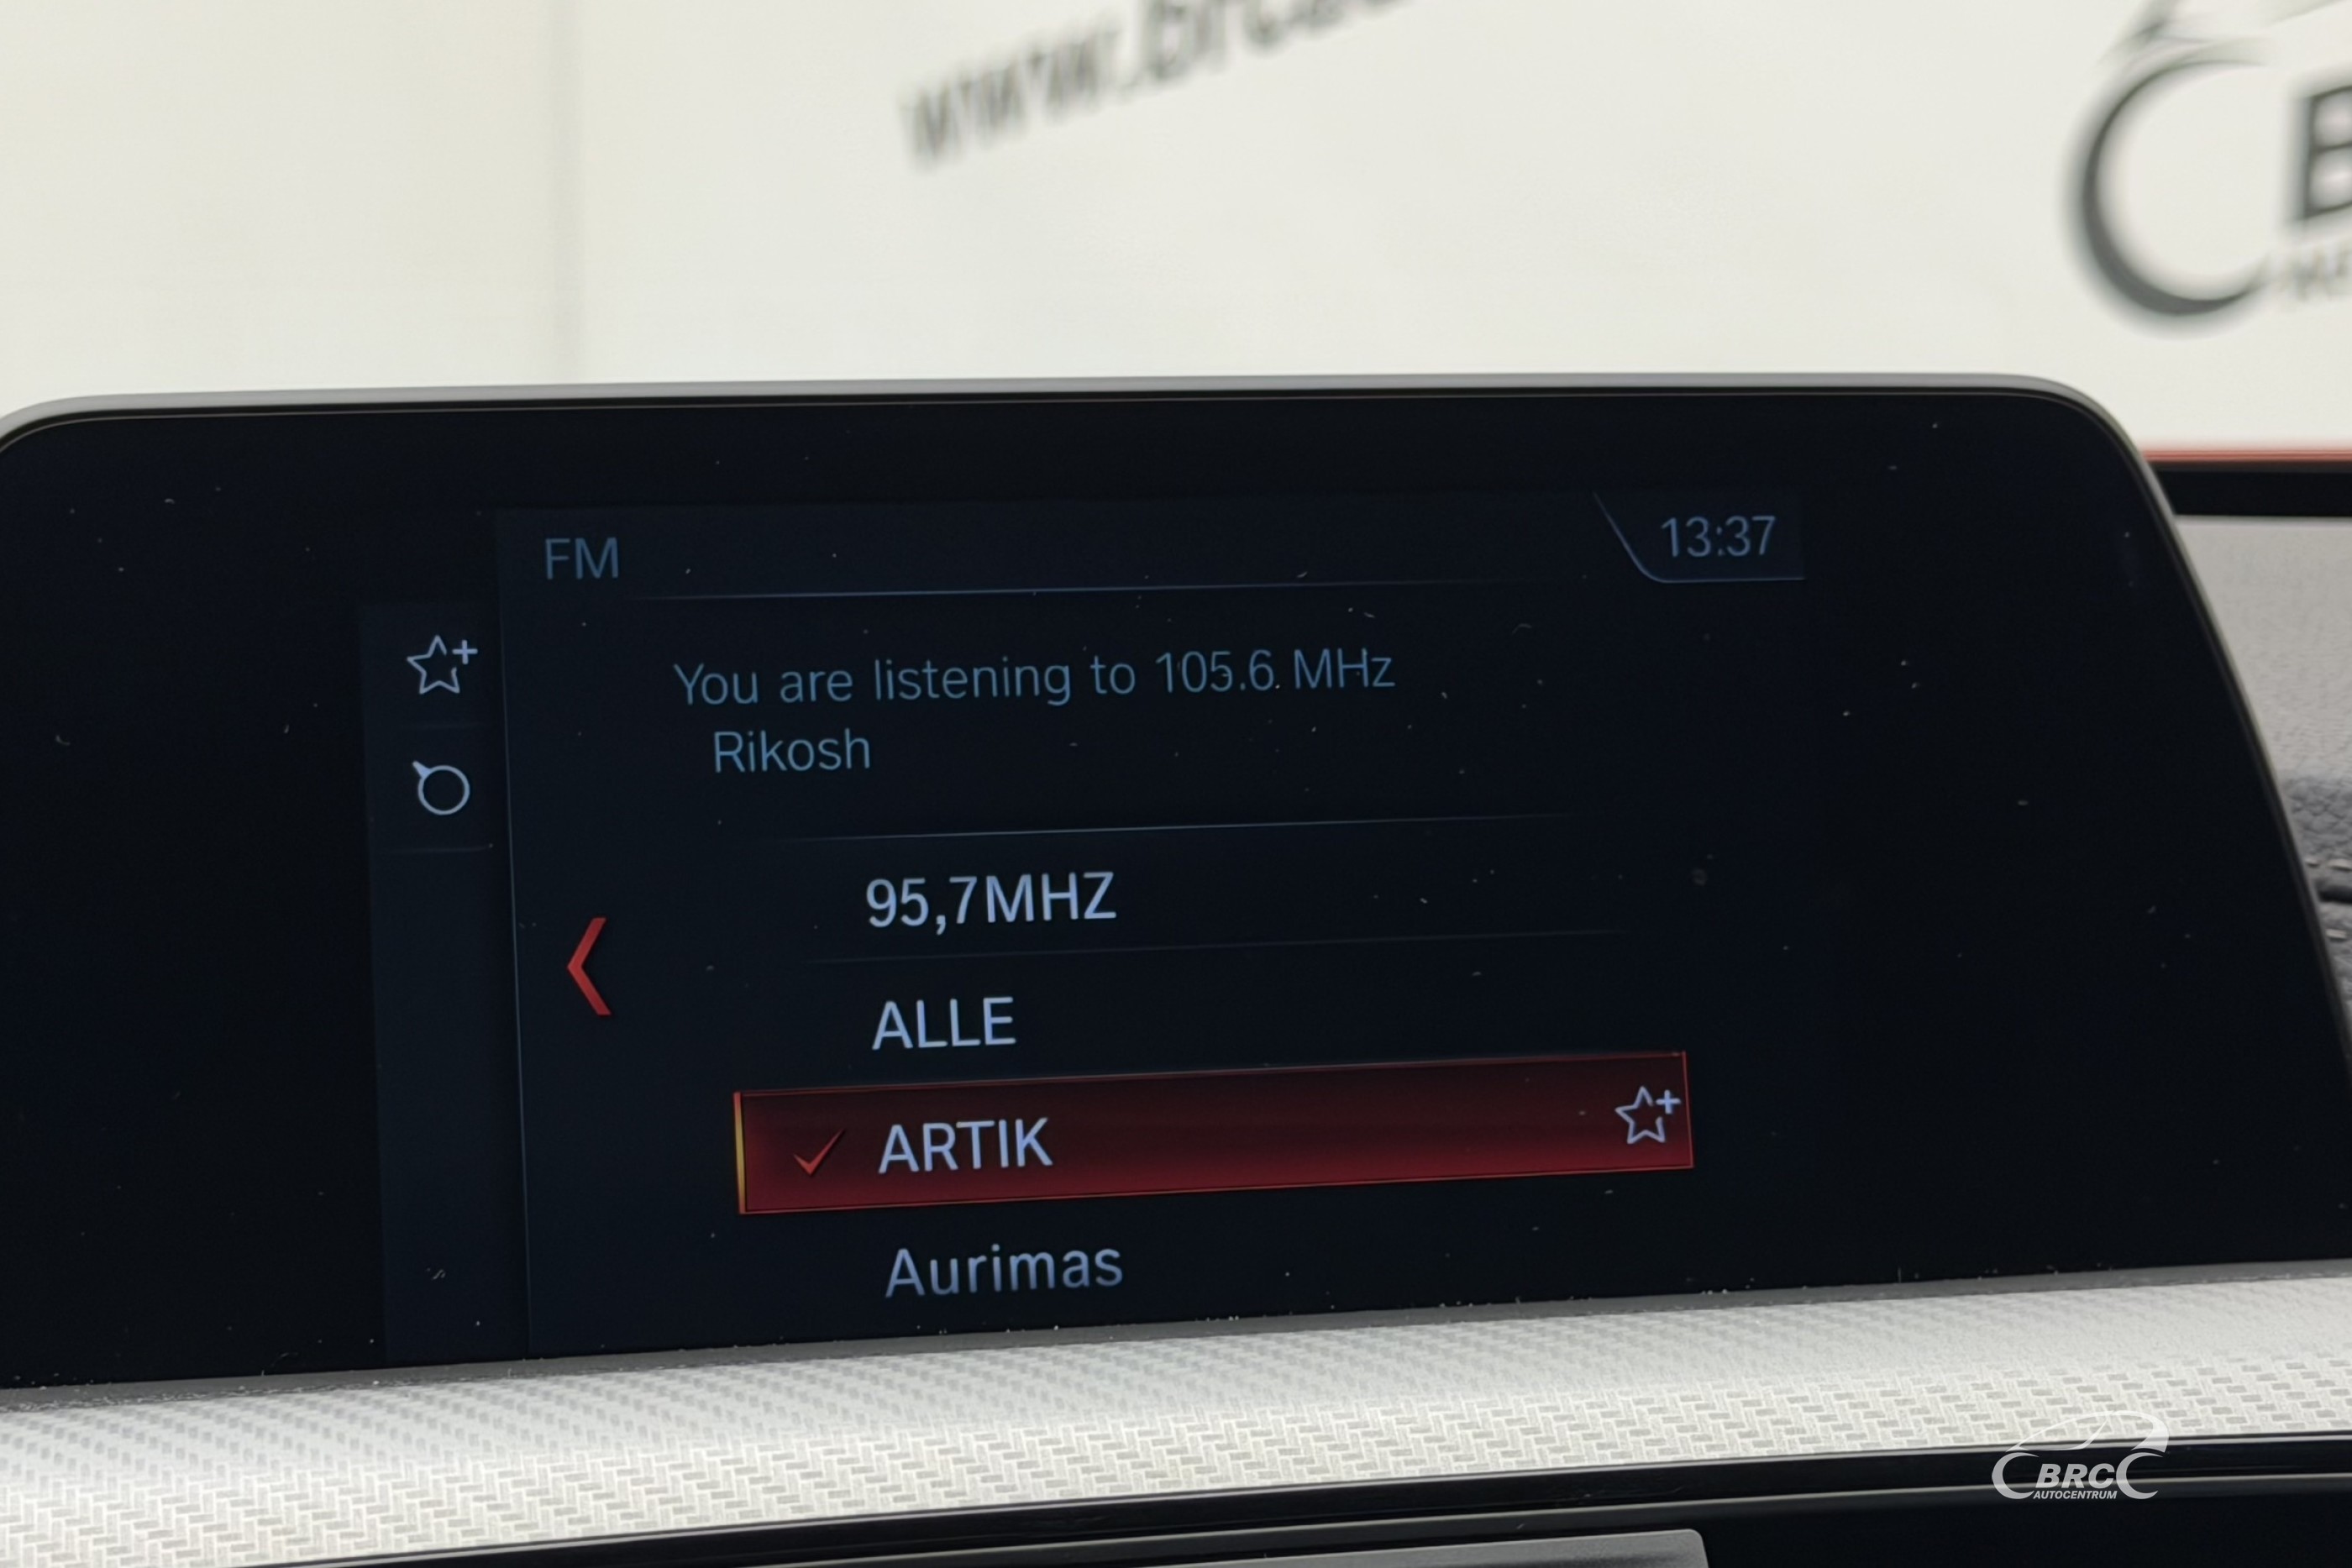 FM
13:37
You are listening to 105.6 MHz
Rikosh
95,7MHZ
ALLE
ARTIK
Aurimas
BRC
AUTOCENTRUM